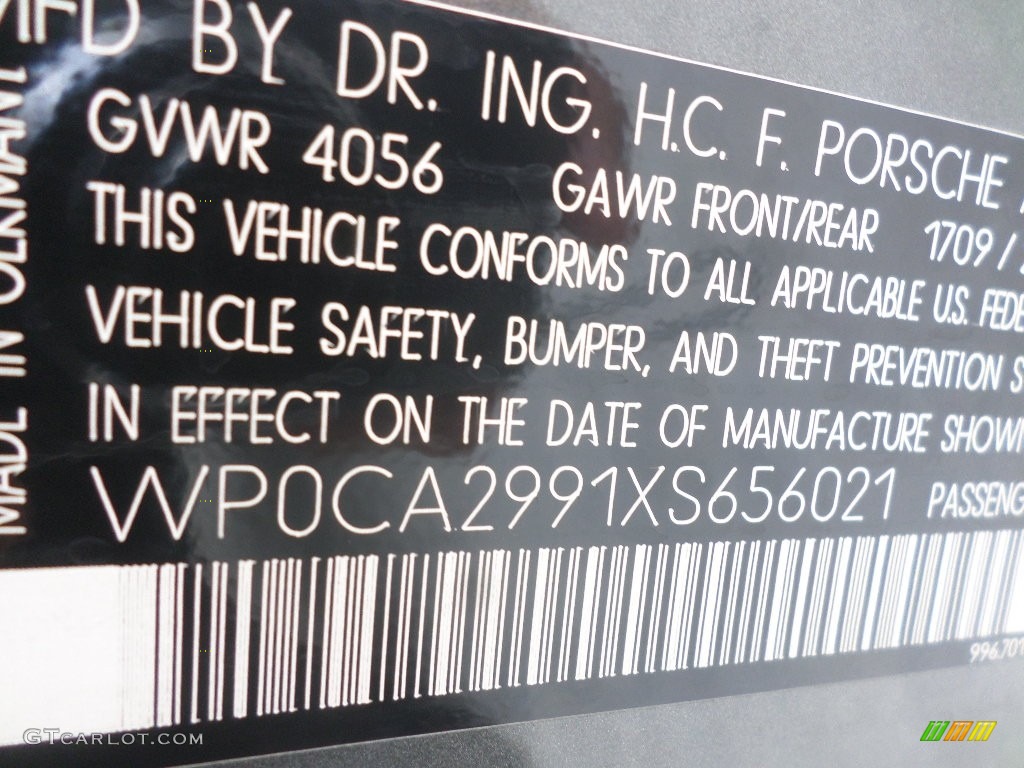 MFD BY DR. ING. H.C. F. PORSCHE
GVWR 4056 GAWR FRONT/REAR 1709 /
THIS VEHICLE CONFORMS TO ALL APPLICABLE U.S. FEDE
VEHICLE SAFETY, BUMPER, AND THEFT PREVENTION S
IN EFFECT ON THE DATE OF MANUFACTURE SHOWN
WP0CA2991XS656021 PASSENG
996.701
MADE IN GERMANY
GTCARLOT.COM